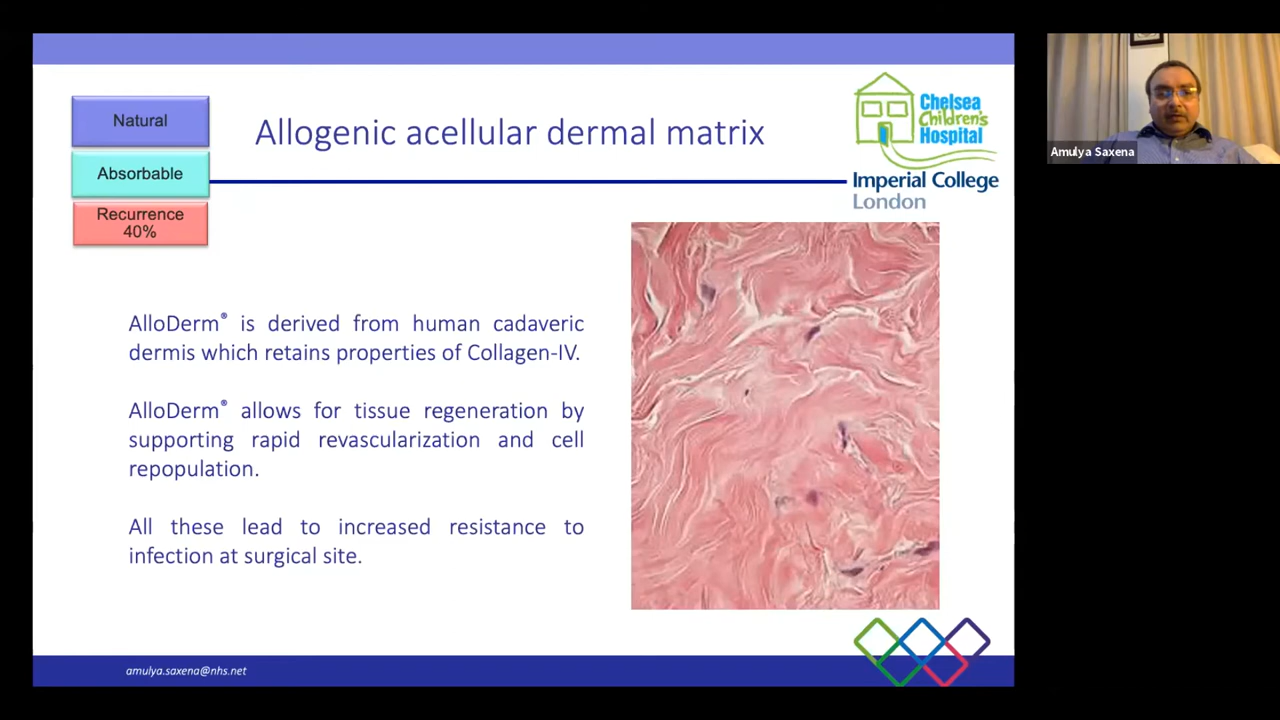 Natural
Absorbable
Recurrence
40%
Allogenic acellular dermal matrix
Chelsea
Children's
Hospital
Imperial College
London
Amulya Saxena
AlloDerm® is derived from human cadaveric
dermis which retains properties of Collagen-IV.
AlloDerm® allows for tissue regeneration by
supporting rapid revascularization and cell
repopulation.
All these lead to increased resistance to
infection at surgical site.
amulya.saxena@nhs.net